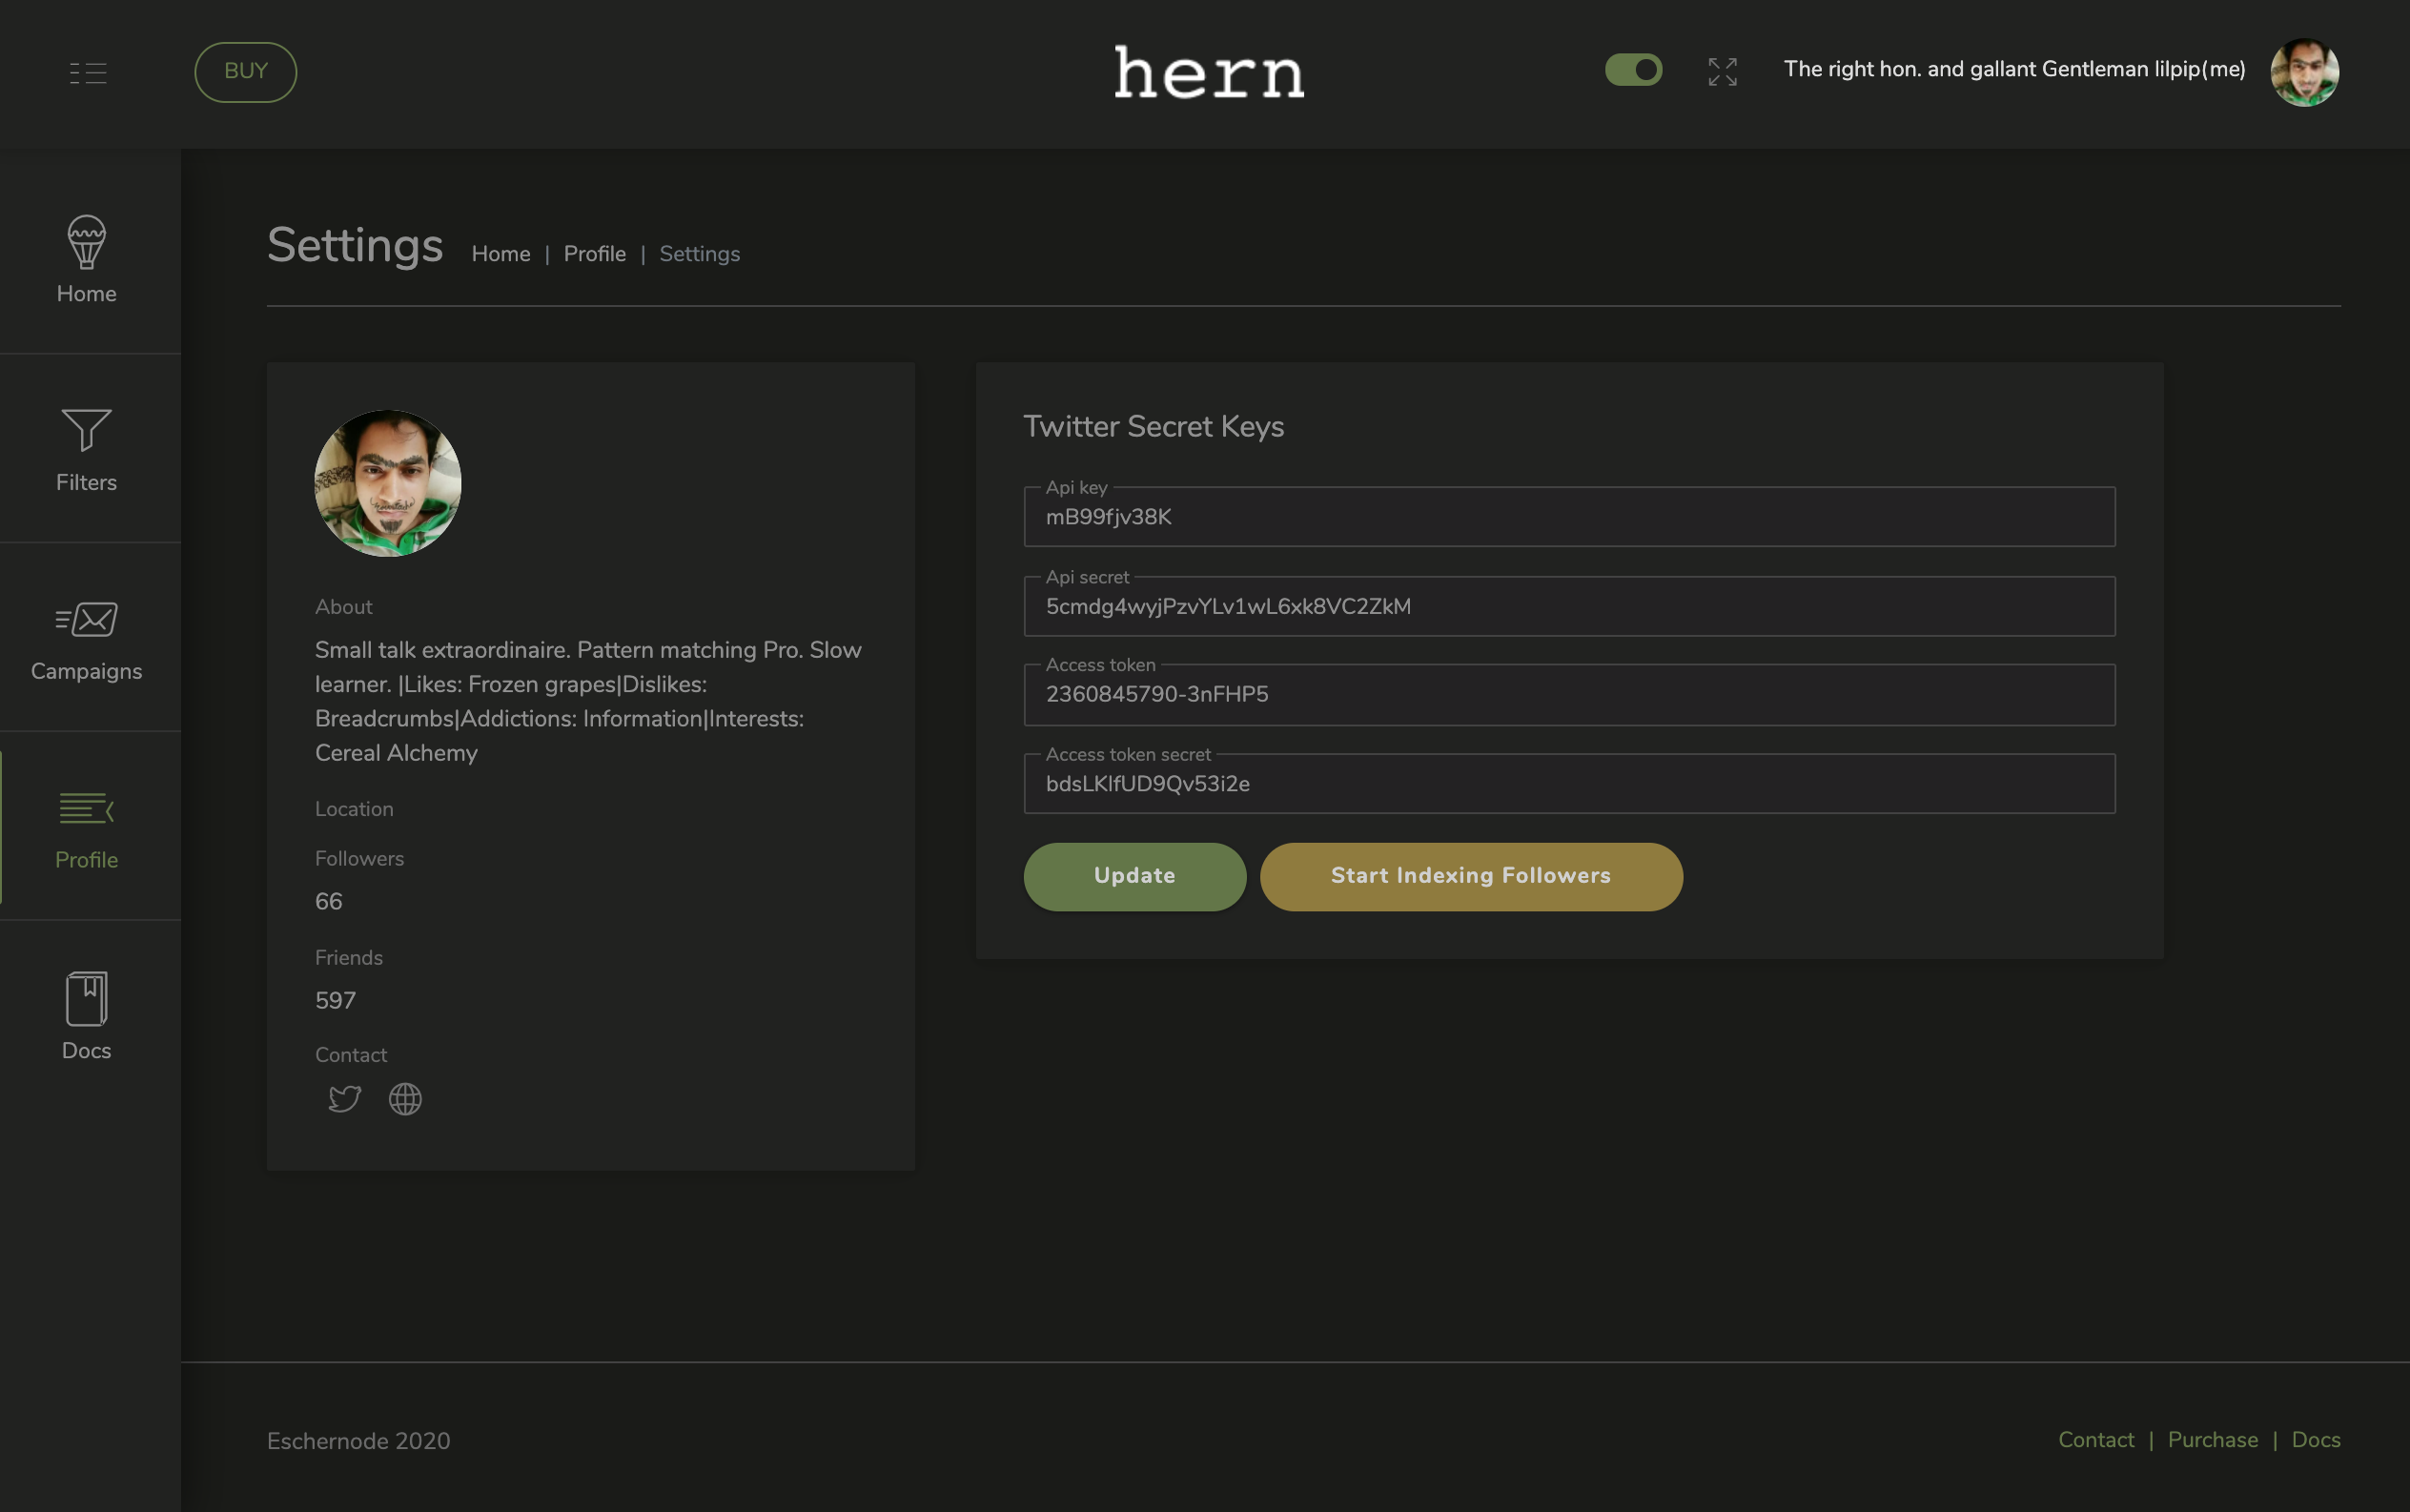 BUY
hern
The right hon. and gallant Gentleman lilpip(me)
Home
Filters
Campaigns
Profile
Docs
Settings
Home | Profile | Settings
About
Small talk extraordinaire. Pattern matching Pro. Slow
learner. |Likes: Frozen grapes|Dislikes:
Breadcrumbs|Addictions: Information|Interests:
Cereal Alchemy
Location
Followers
66
Friends
597
Contact
Twitter Secret Keys
Api key
mB99fjv38K
Api secret
5cmdg4wyjPzvYLv1wL6xk8VC2ZkM
Access token
2360845790-3nFHP5
Access token secret
bdsLKlfUD9Qv53i2e
Update
Start Indexing Followers
Eschernode 2020
Contact | Purchase | Docs